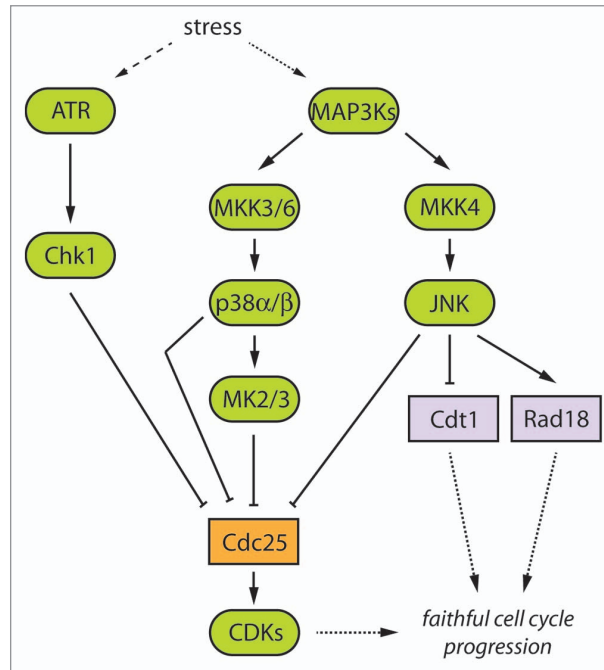 stress
ATR
MAP3Ks
MKK3/6
MKK4
Chk1
p38α/β
JNK
MK2/3
Cdt1
Rad18
Cdc25
CDKs
faithful cell cycle
progression